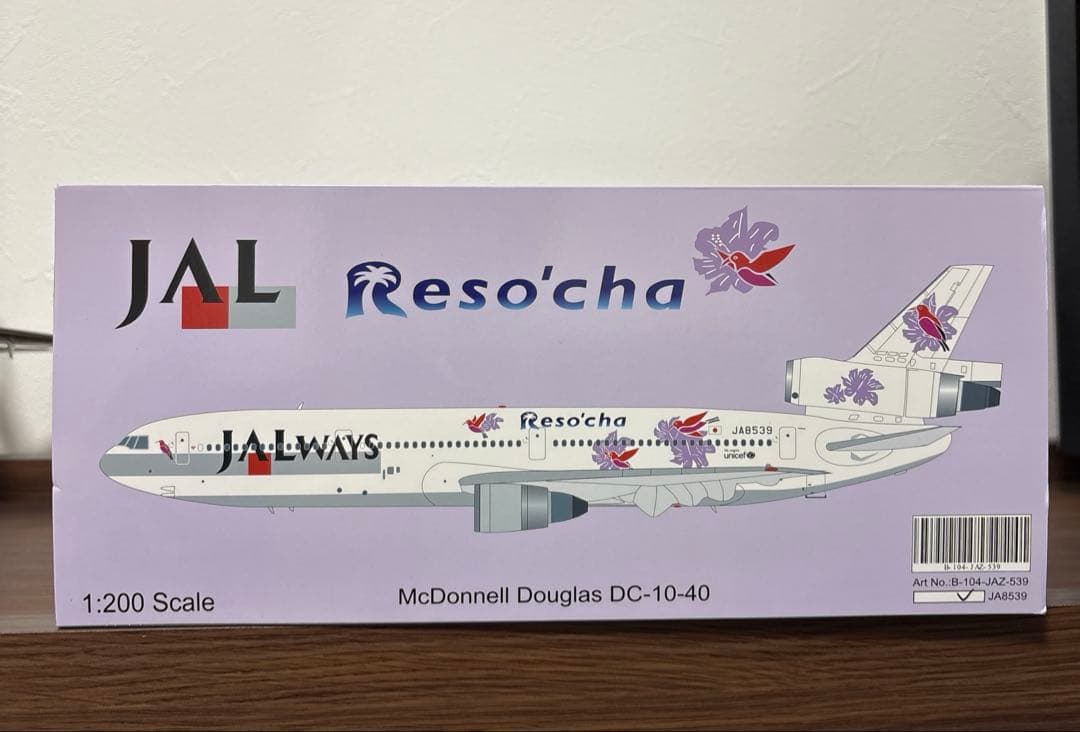 JAL
Reso'cha
Reso'cha
JALWAYS
JA8539
unicef
B-104-JAZ-539
Art No.:B-104-JAZ-539
JA8539
McDonnell Douglas DC-10-40
1:200 Scale